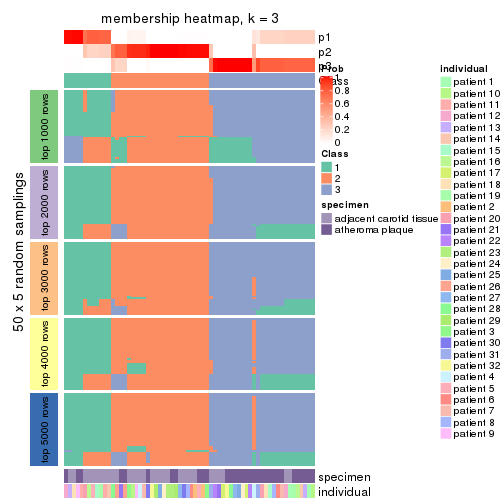 membership heatmap, k = 3
p1
p2
p3
Class
50 x 5 random samplings
top 1000 rows
top 2000 rows
top 3000 rows
top 4000 rows
top 5000 rows
specimen
individual
Prob
1
0.8
0.6
0.4
0.2
0
Class
1
2
3
specimen
adjacent carotid tissue
atheroma plaque
individual
patient 1
patient 10
patient 11
patient 12
patient 13
patient 14
patient 15
patient 16
patient 17
patient 18
patient 19
patient 2
patient 20
patient 21
patient 22
patient 23
patient 24
patient 25
patient 26
patient 27
patient 28
patient 29
patient 3
patient 30
patient 31
patient 32
patient 4
patient 5
patient 6
patient 7
patient 8
patient 9